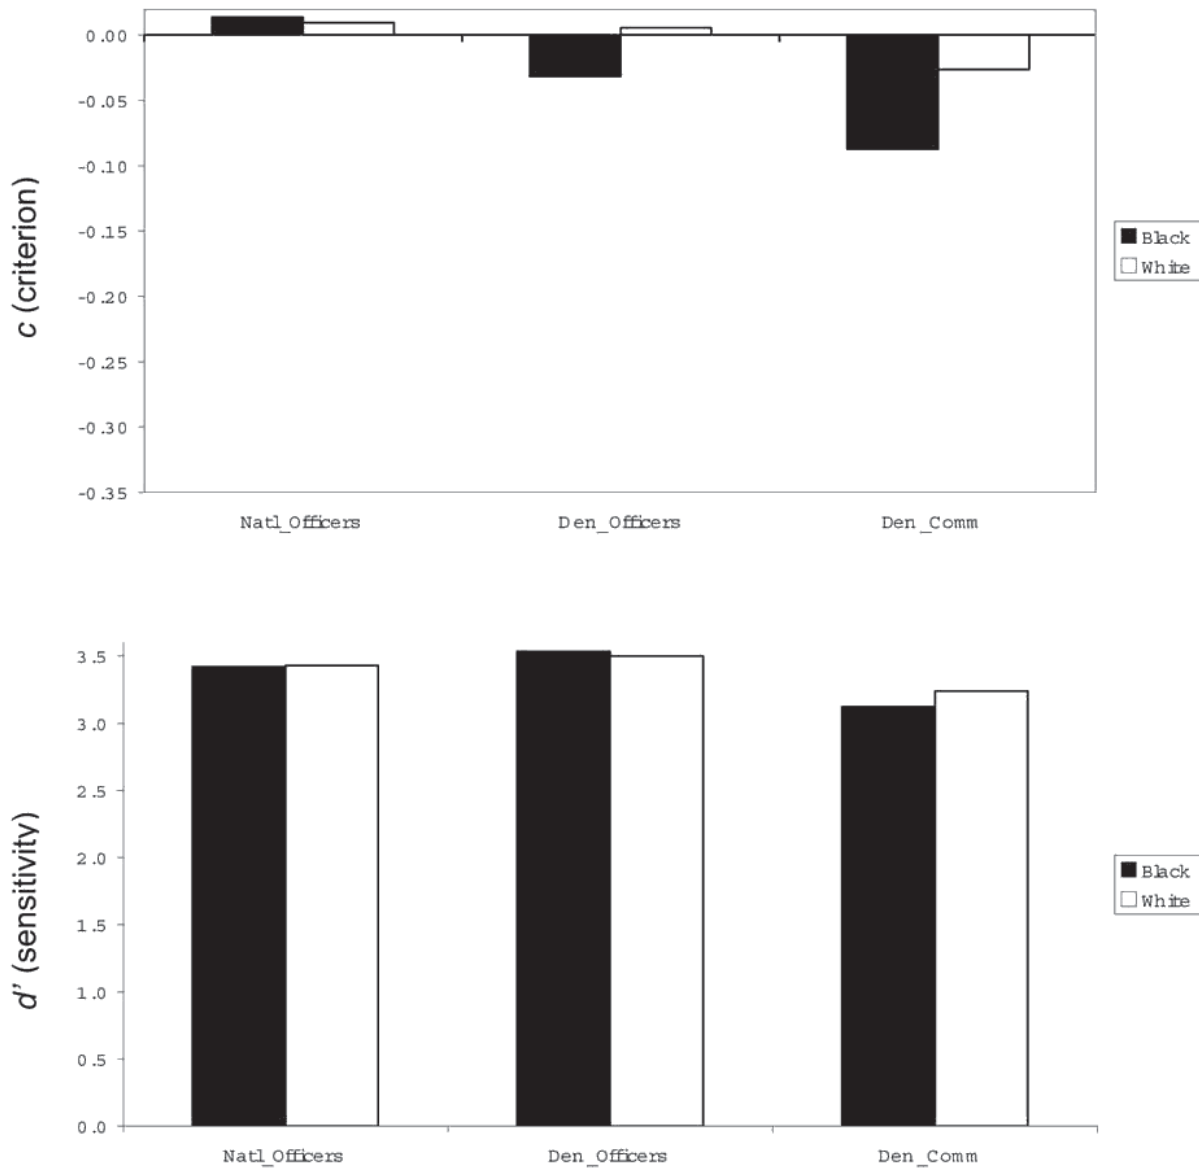 0.00
-0.05
-0.10
-0.15
-0.20
-0.25
-0.30
-0.35
c (criterion)
Natl_Officers Den_Officers Den_Comm
Black
White
3.5
3.0
2.5
2.0
1.5
1.0
0.5
0.0
d’ (sensitivity)
Natl_Officers Den_Officers Den_Comm
Black
White